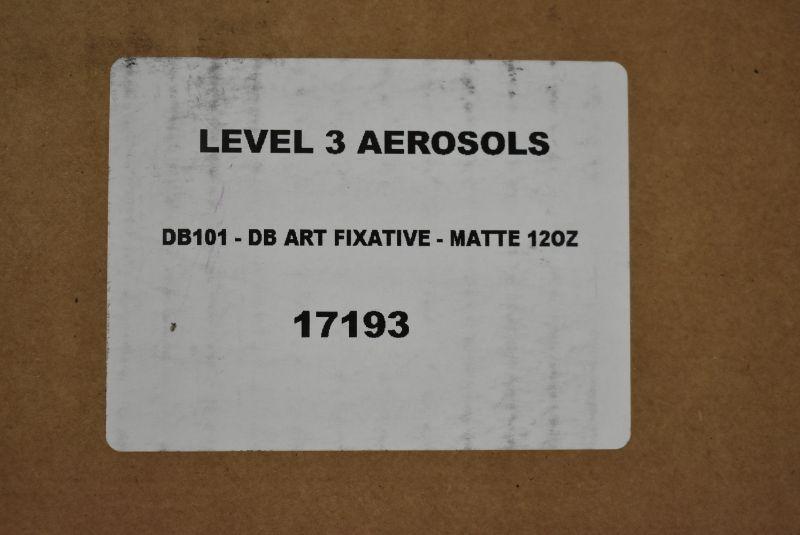 LEVEL 3 AEROSOLS
DB101 - DB ART FIXATIVE - MATTE 12OZ
17193